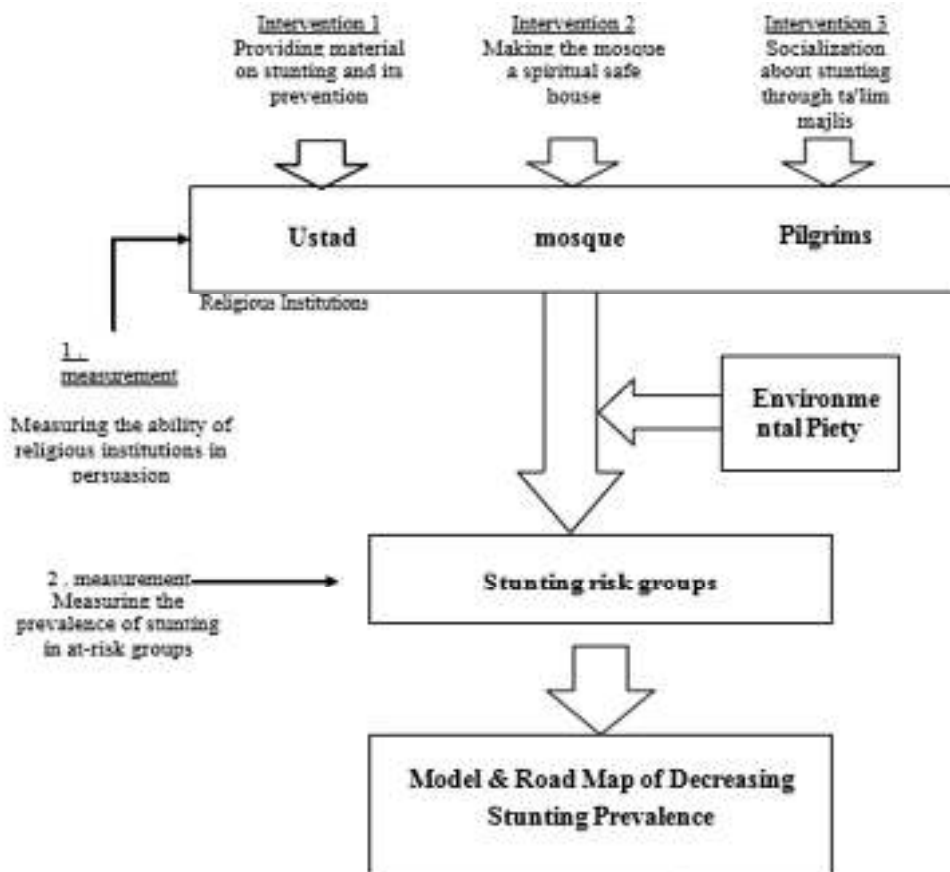 Intervention 1
Providing material
on stunting and its
prevention
Intervention 2
Making the mosque
a spiritual safe
house
Intervention 3
Socialization
about stunting
through ta'lim
majlis
Ustad
mosque
Pilgrims
Religious Institutions
1 .
measurement
Measuring the ability of
religious institutions in
persuasion
Environme
ntal Piety
2 . measurement
Measuring the
prevalence of stunting
in at-risk groups
Stunting risk groups
Model & Road Map of Decreasing
Stunting Prevalence